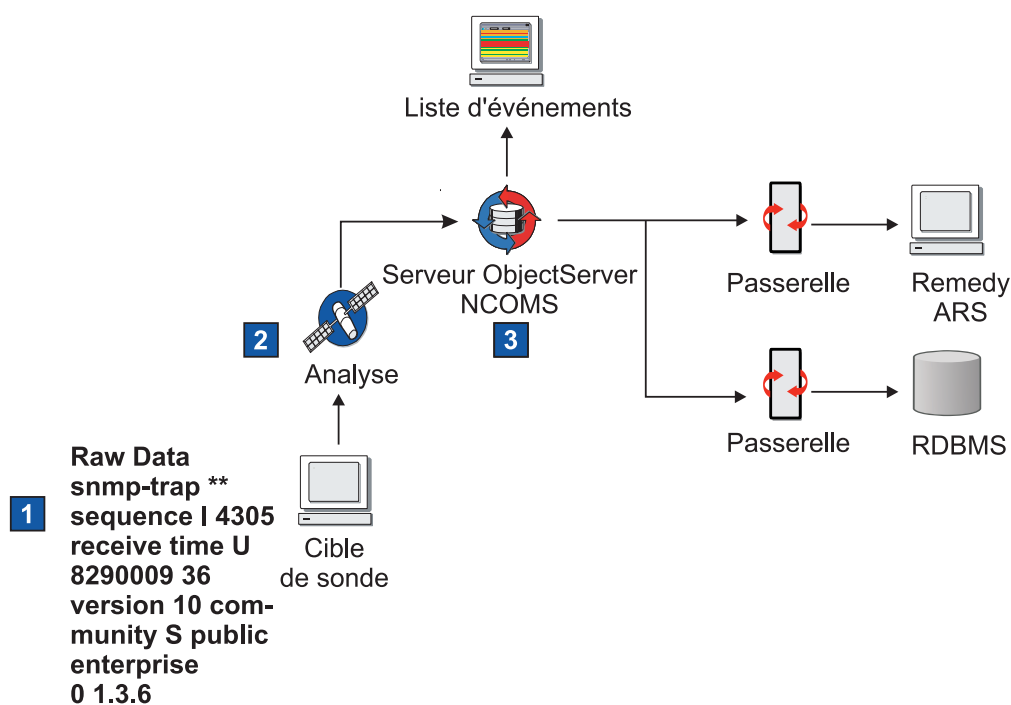 Liste d'événements
Serveur ObjectServer
NCOMS
3
Passerelle
Remedy
ARS
2
Analyse
Passerelle
RDBMS
1
Raw Data
snmp-trap **
sequence I 4305
receive time U
8290009 36
version 10 com-
munity S public
enterprise
0 1.3.6
Cible
de sonde